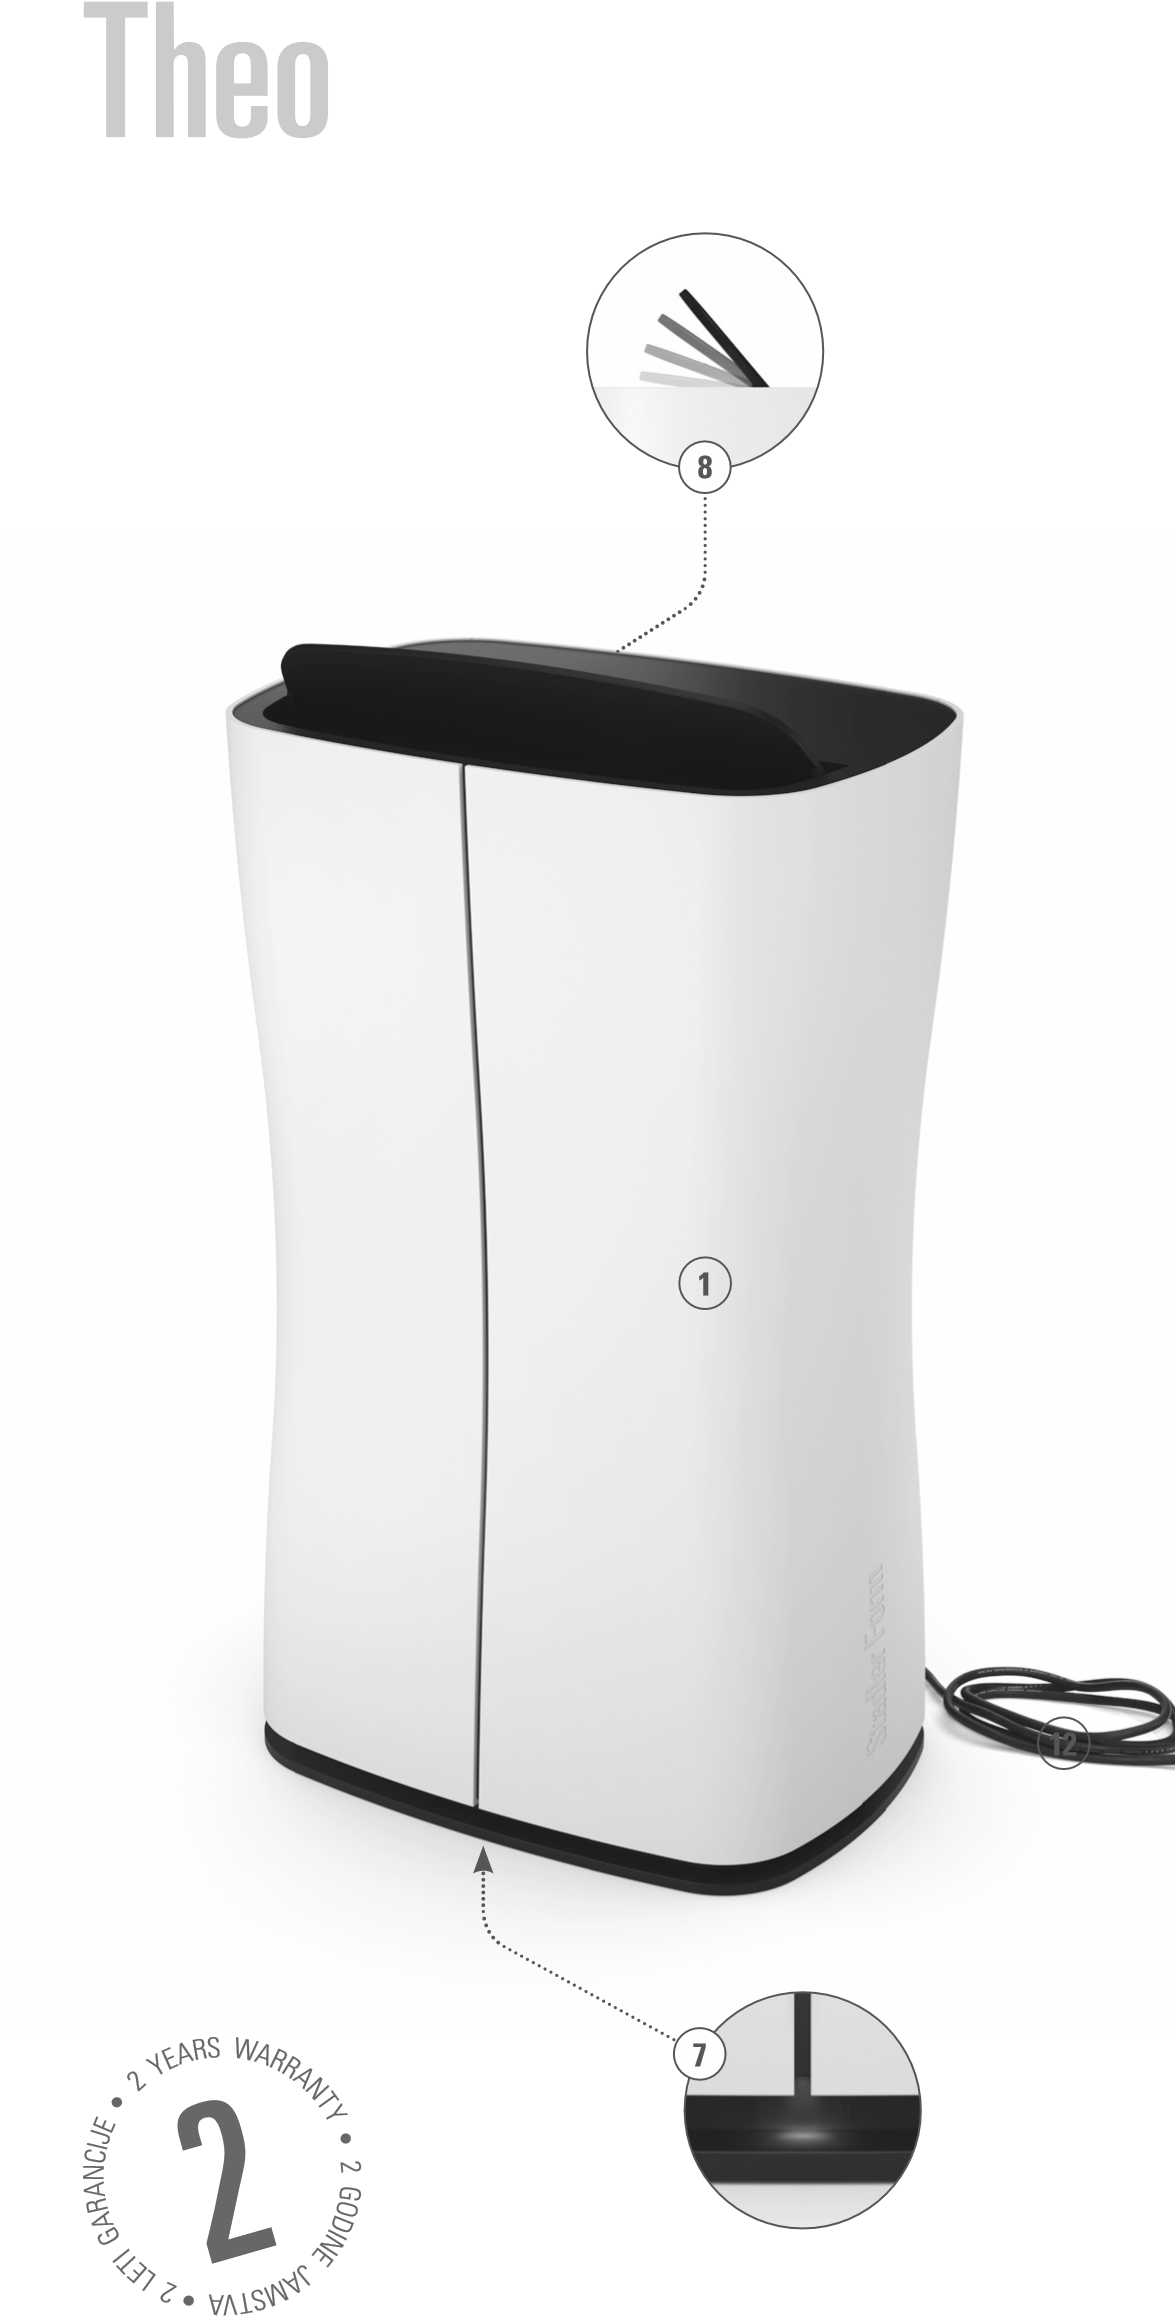 Theo
8
1
Stadler Form
12
7
2 YEARS WARRANTY • 2 GODINE JAMSTVA • 2 LETI GARANCIJE •
2